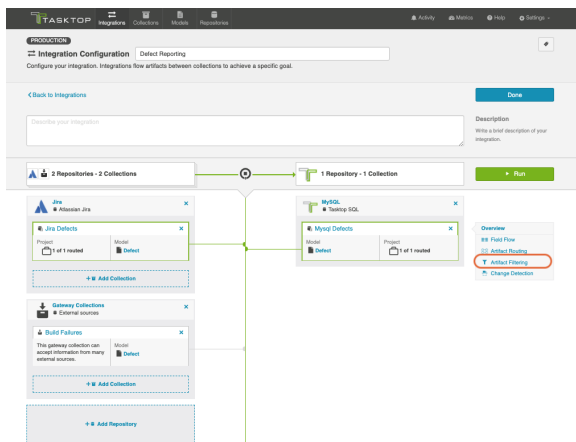 TASKTOP
Integrations
Collections
Models
Repositories
Activity
Metrics
Help
Settings
PRODUCTION
Integration Configuration
Defect Reporting
Configure your integration. Integrations flow artifacts between collections to achieve a specific goal.
Back to Integrations
Done
Describe your integration
Description
Write a brief description of your
integration.
2 Repositories - 2 Collections
1 Repository - 1 Collection
Run
Jira
Atlassian Jira
Jira Defects
Project
1 of 1 routed
Model
Defect
+ Add Collection
MySQL
Tasktop SQL
Mysql Defects
Model
Defect
Project
1 of 1 routed
Overview
Field Flow
Artifact Routing
Artifact Filtering
Change Detection
Gateway Collections
External sources
Build Failures
This gateway collection can
accept information from many
external sources.
Model
Defect
+ Add Collection
+ Add Repository